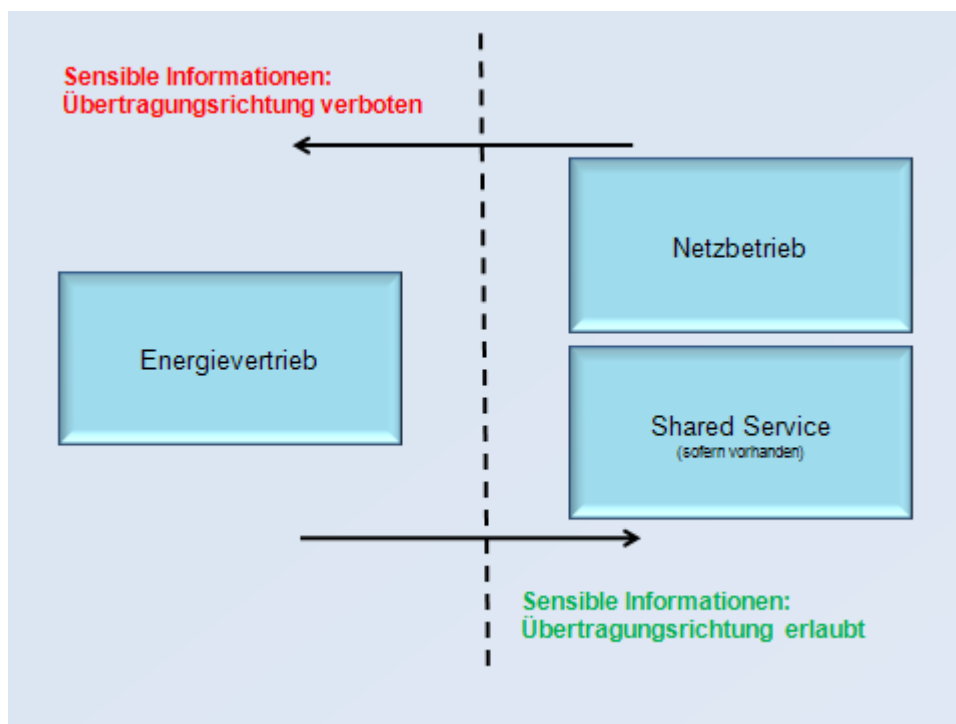 Sensible Informationen:
Übertragungsrichtung verboten
Netzbetrieb
Energievertrieb
Shared Service
(sofern vorhanden)
Sensible Informationen:
Übertragungsrichtung erlaubt